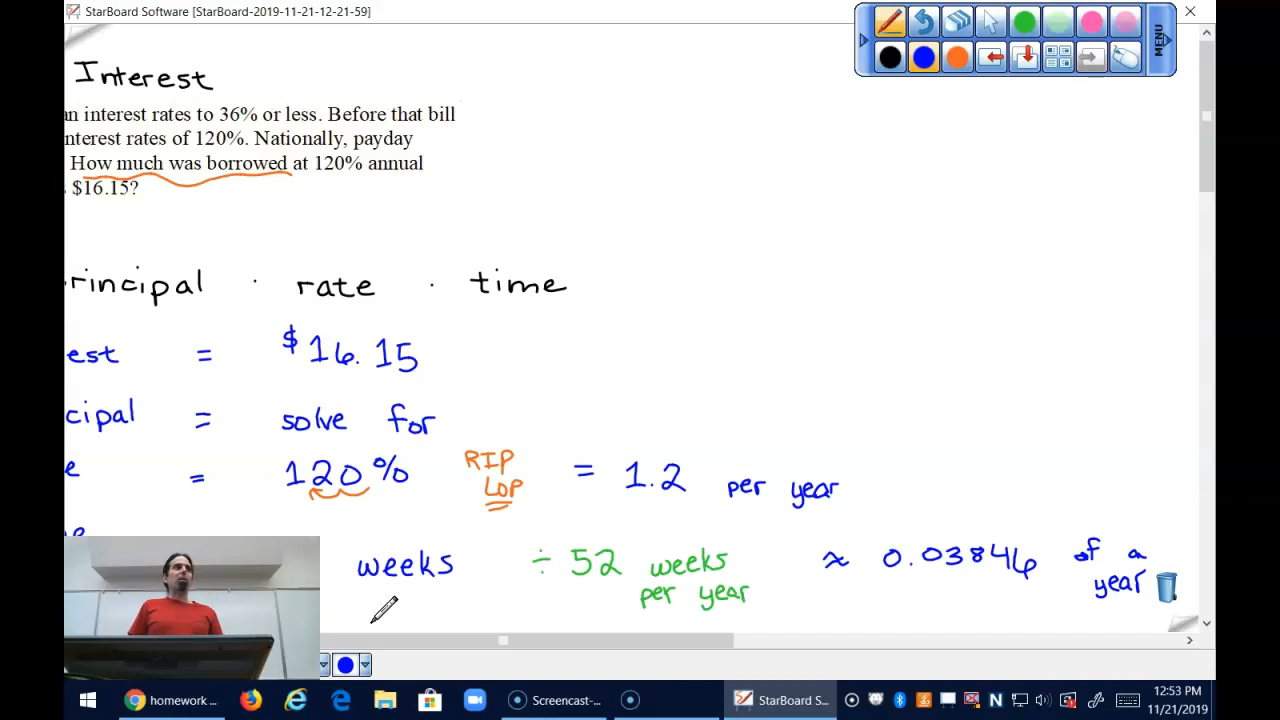 StarBoard Software [StarBoard-2019-11-21-12-21-59]
MENU
Interest
an interest rates to 36% or less. Before that bill
nterest rates of 120%. Nationally, payday
How much was borrowed at 120% annual
$16.15?
rincipal · rate · time
est = $16.15
cipal = solve for
e = 120% RIP LOP = 1.2 per year
weeks ÷ 52 weeks per year ≈ 0.03846 of a year
homework ...
Screencast-...
StarBoard S...
N
12:53 PM
11/21/2019